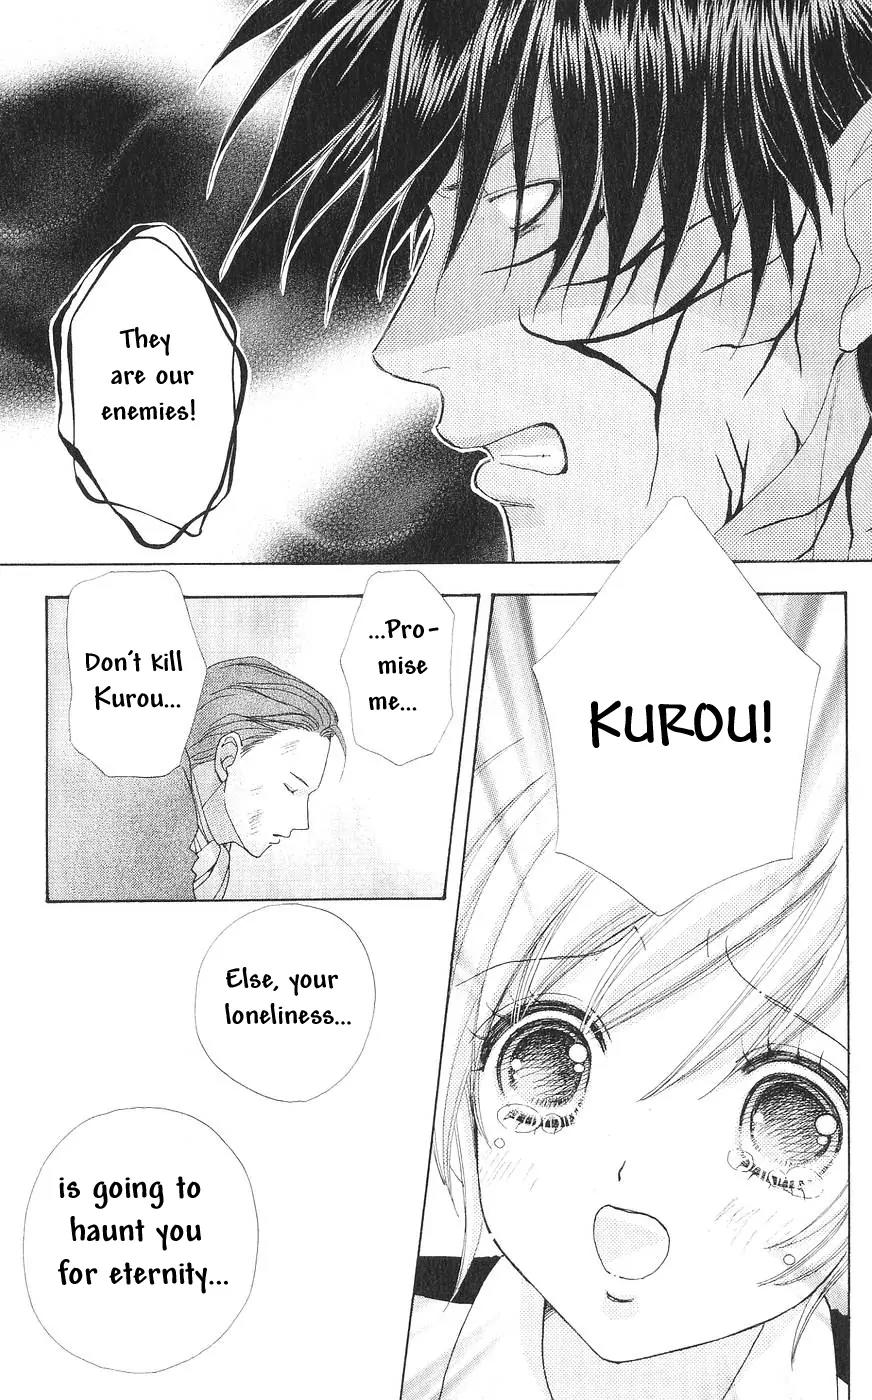 They
are our
enemies!
KUROU!
...Pro-
mise
me...
Don't kill
Kurou...
Else, your
loneliness...
is going to
haunt you
for eternity...